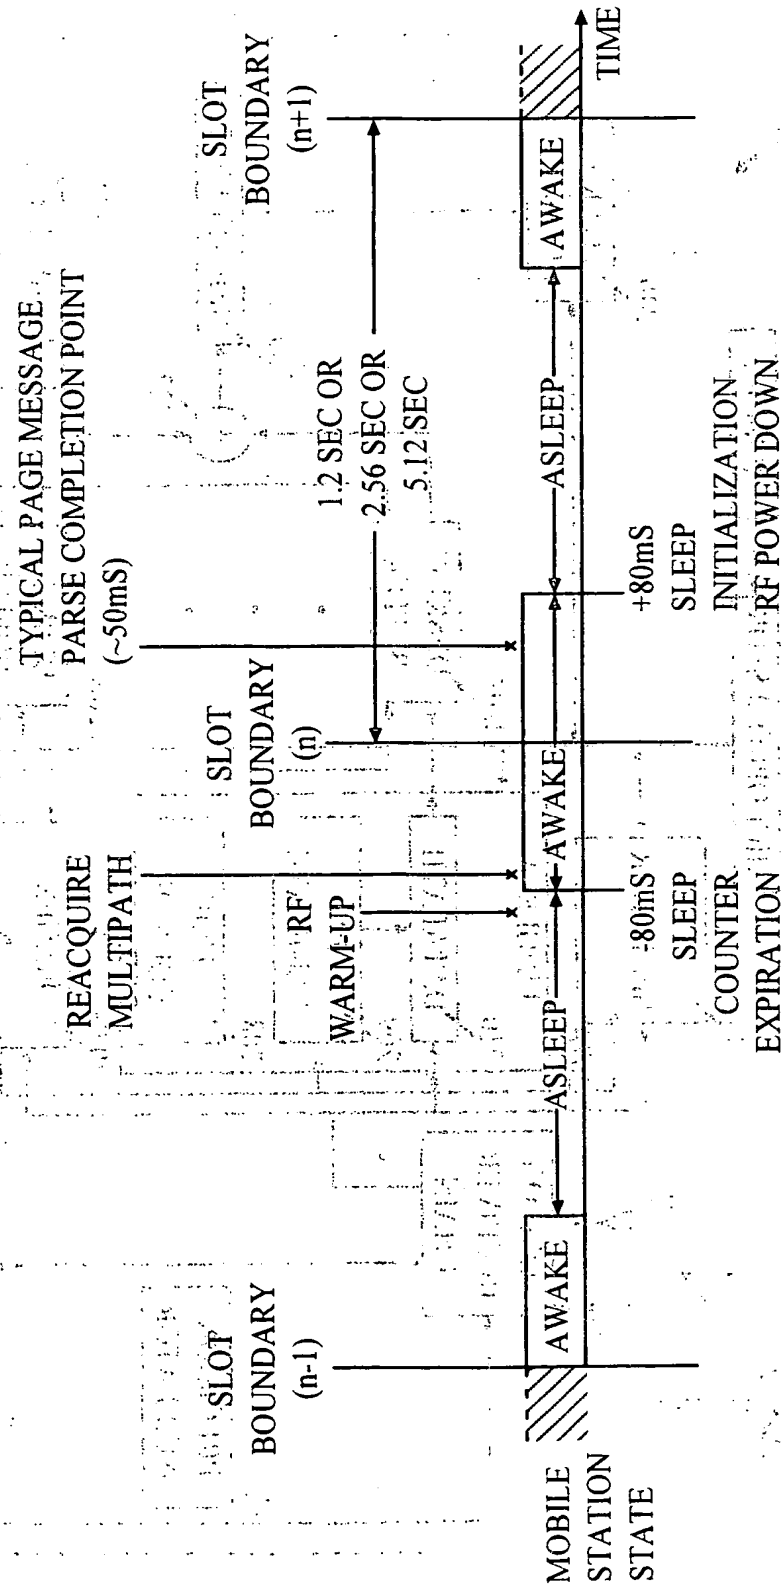 TYPICAL PAGE MESSAGE
PARSE COMPLETION POINT
(~50mS)
REACQUIRE
MULTIPATH
SLOT
BOUNDARY
(n-1)
RF
WARM-UP
SLOT
BOUNDARY
(n)
1.2 SEC OR
2.56 SEC OR
5.12 SEC
SLOT
BOUNDARY
(n+1)
MOBILE
STATION
STATE
AWAKE
ASLEEP
AWAKE
ASLEEP
AWAKE
TIME
-80mS
SLEEP
COUNTER
EXPIRATION
+80mS
SLEEP
INITIALIZATION
RF POWER DOWN